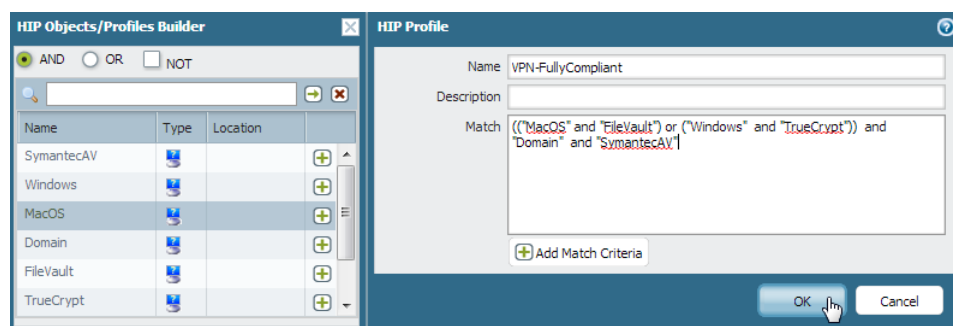 HIP Objects/Profiles Builder
AND OR NOT
Name Type Location
SymantecAV
Windows
MacOS
Domain
FileVault
TrueCrypt
HIP Profile
Name VPN-FullyCompliant
Description
Match (("MacOS" and "FileVault") or ("Windows" and "TrueCrypt")) and
"Domain" and "SymantecAV"
Add Match Criteria
OK Cancel